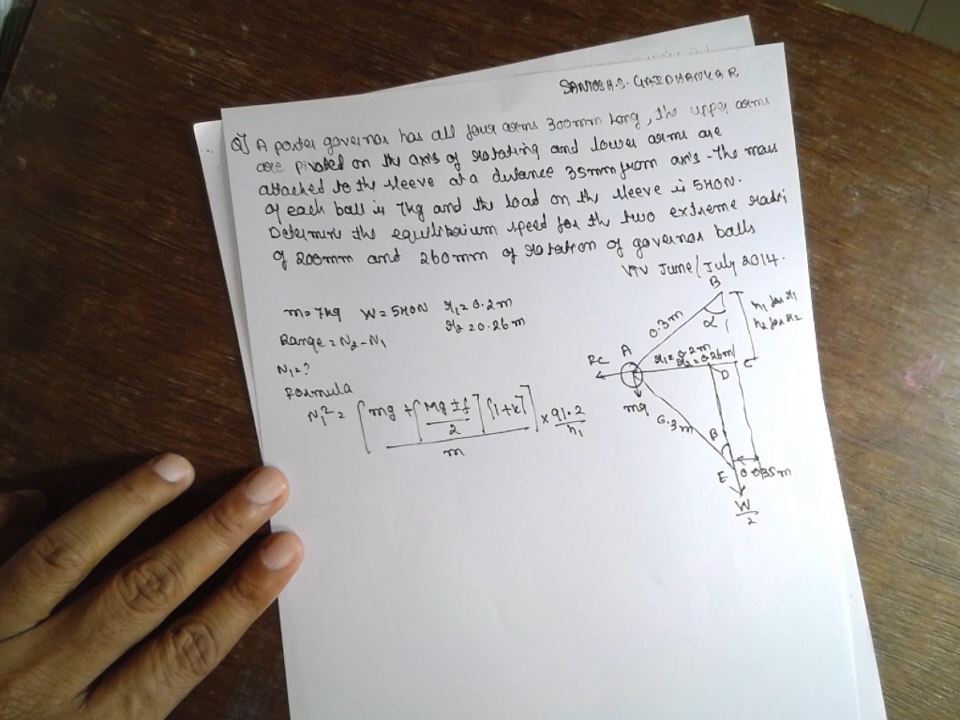 SANTOSH.S. GAIDHANKAR
Q] A porter governor has all four arms 300mm long, the upper arms
are pivoted on the axis of rotating and lower arms are
attached to the sleeve at a distance 35mm from axis. The mass
of each ball is 7kg and the load on the sleeve is 540N.
Determine the equilibrium speed for the two extreme radii
of 200mm and 260mm of rotation of governor balls
VTV June/July 2014.
m=7kg W=540N r₁=0.2m
r₂=0.26m
Range=N₂-N₁
N₁=?
Formula
N₁² = [mg + [Mg±f/2] [1+k] / m] × 91.2/h₁
B
0.3m
α
h₁ for r₁
h₂ for r₂
A
r₁=0.2m
r₂=0.26m
Fc
D
C
mg
0.3m
β
E
0.035m
W/2